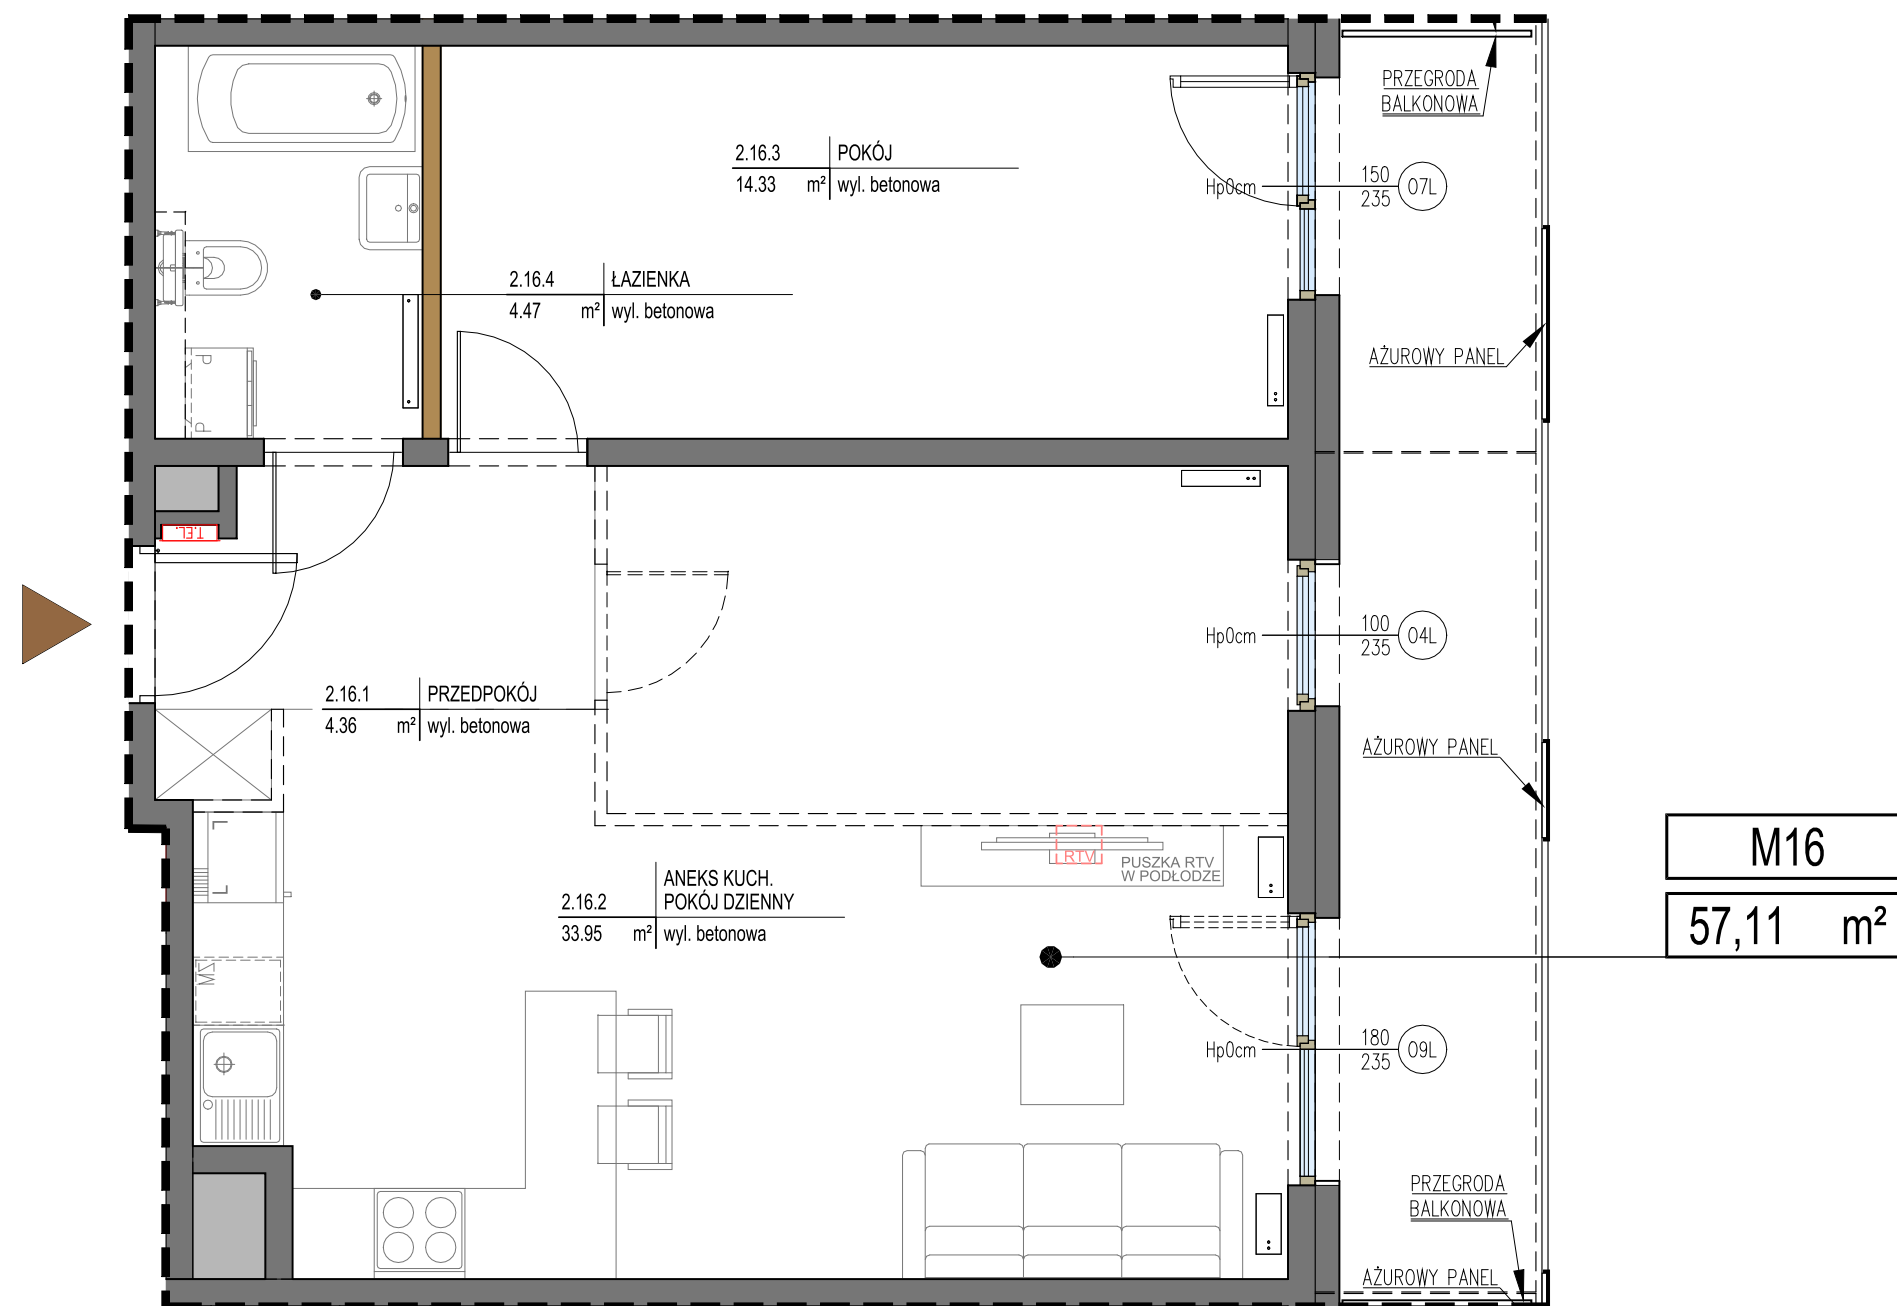 PRZEGRODA
BALKONOWA
2.16.3 POKÓJ
14.33 m² wyl. betonowa
Hp0cm
150
235
07L
2.16.4 ŁAZIENKA
4.47 m² wyl. betonowa
AŻUROWY PANEL
P
P
T.EL.
Hp0cm
100
235
04L
2.16.1 PRZEDPOKÓJ
4.36 m² wyl. betonowa
AŻUROWY PANEL
M16
57,11 m²
RTV
PUSZKA RTV
W PODŁODZE
ANEKS KUCH.
2.16.2 POKÓJ DZIENNY
33.95 m² wyl. betonowa
MZ
Hp0cm
180
235
09L
PRZEGRODA
BALKONOWA
AŻUROWY PANEL